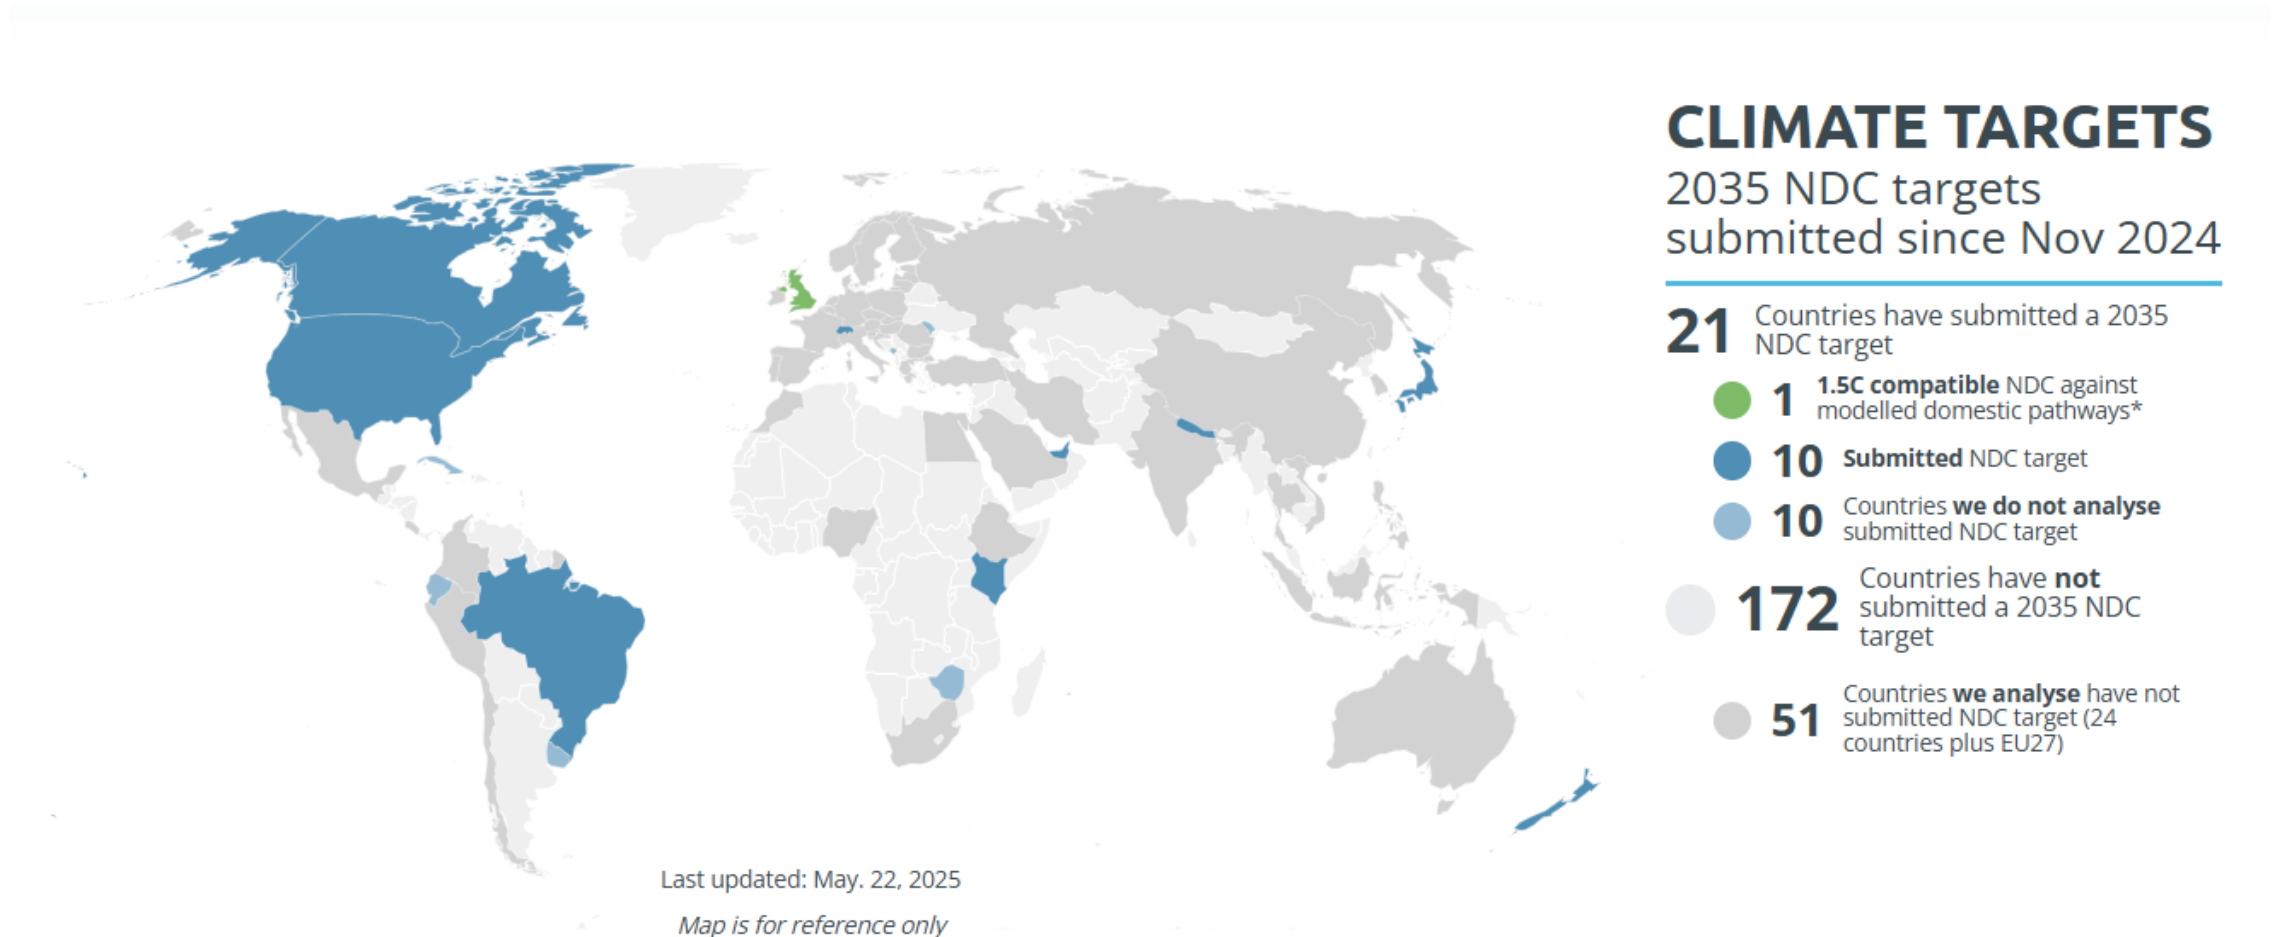 CLIMATE TARGETS
2035 NDC targets
submitted since Nov 2024
21 Countries have submitted a 2035
NDC target
1 1.5C compatible NDC against
modelled domestic pathways*
10 Submitted NDC target
10 Countries we do not analyse
submitted NDC target
172 Countries have not
submitted a 2035 NDC
target
51 Countries we analyse have not
submitted NDC target (24
countries plus EU27)
Last updated: May. 22, 2025
Map is for reference only